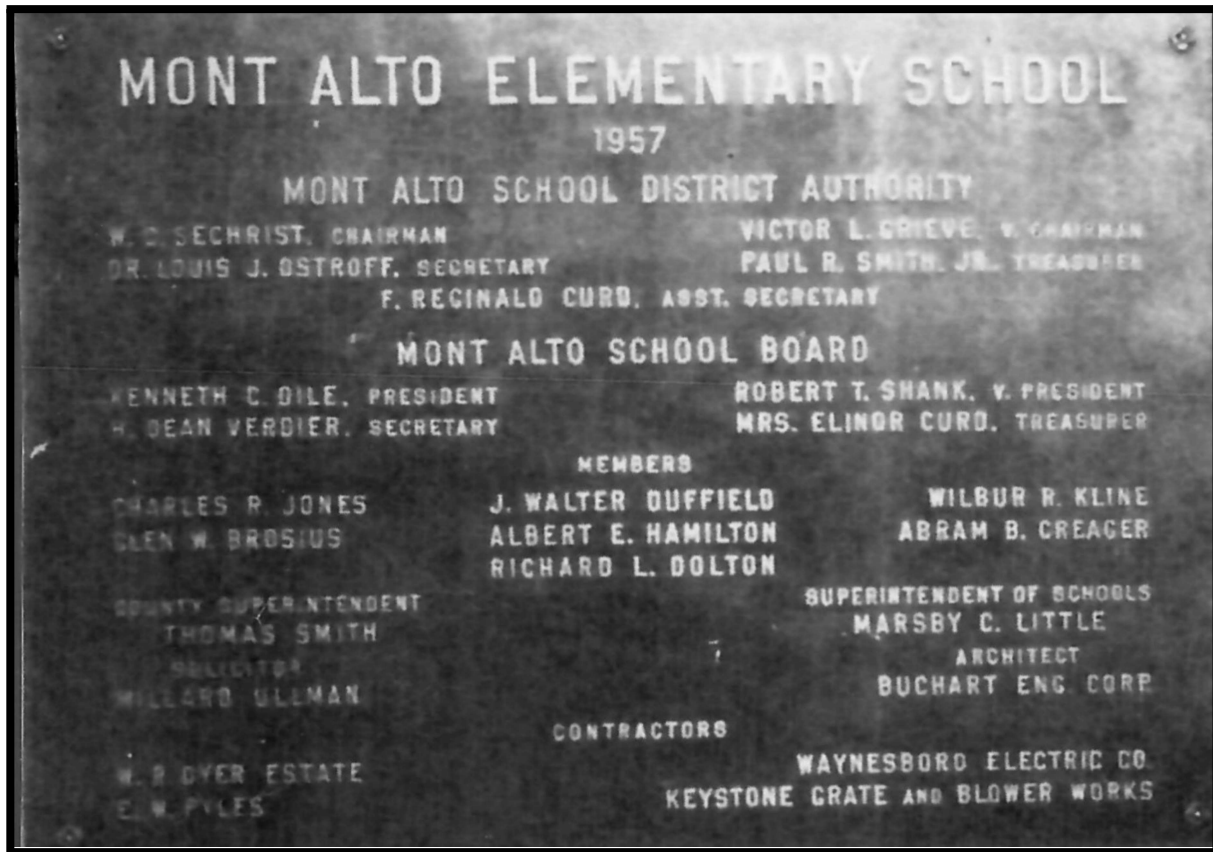 MONT ALTO ELEMENTARY SCHOOL
1957
MONT ALTO SCHOOL DISTRICT AUTHORITY
W. C. SECHRIST, CHAIRMAN VICTOR L. GRIEVE, V. CHAIRMAN
DR. LOUIS J. OSTROFF, SECRETARY PAUL R. SMITH, JR., TREASURER
F. REGINALD CURD, ASST. SECRETARY
MONT ALTO SCHOOL BOARD
KENNETH C. OILE, PRESIDENT ROBERT T. SHANK, V. PRESIDENT
H. DEAN VERDIER, SECRETARY MRS. ELINOR CURD, TREASURER
MEMBERS
CHARLES R. JONES J. WALTER DUFFIELD WILBUR R. KLINE
GLEN W. BROSIUS ALBERT E. HAMILTON ABRAM B. CREAGER
RICHARD L. DOLTON
COUNTY SUPERINTENDENT SUPERINTENDENT OF SCHOOLS
THOMAS SMITH MARSBY C. LITTLE
SOLICITOR ARCHITECT
WILLARD ULLMAN BUCHART ENG. CORP.
CONTRACTORS
W. R. DYER ESTATE WAYNESBORO ELECTRIC CO.
E. W. PYLES KEYSTONE GRATE AND BLOWER WORKS